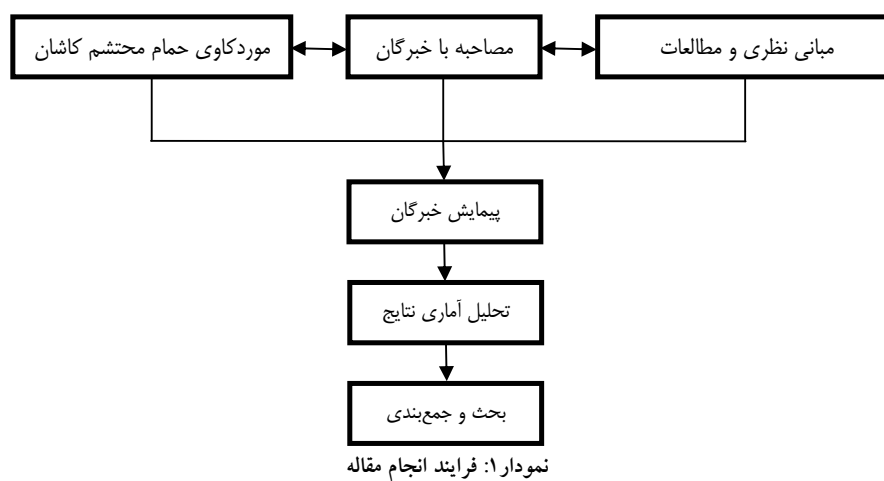 مبانی نظری و مطالعات
مصاحبه با خبرگان
موردکاوی حمام محتشم کاشان
پیمایش خبرگان
تحلیل آماری نتایج
بحث و جمع‌بندی
نمودار۱: فرایند انجام مقاله